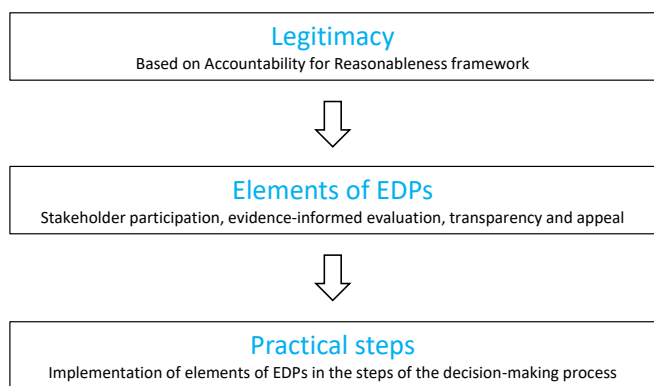 Legitimacy
Based on Accountability for Reasonableness framework
Elements of EDPs
Stakeholder participation, evidence-informed evaluation, transparency and appeal
Practical steps
Implementation of elements of EDPs in the steps of the decision-making process